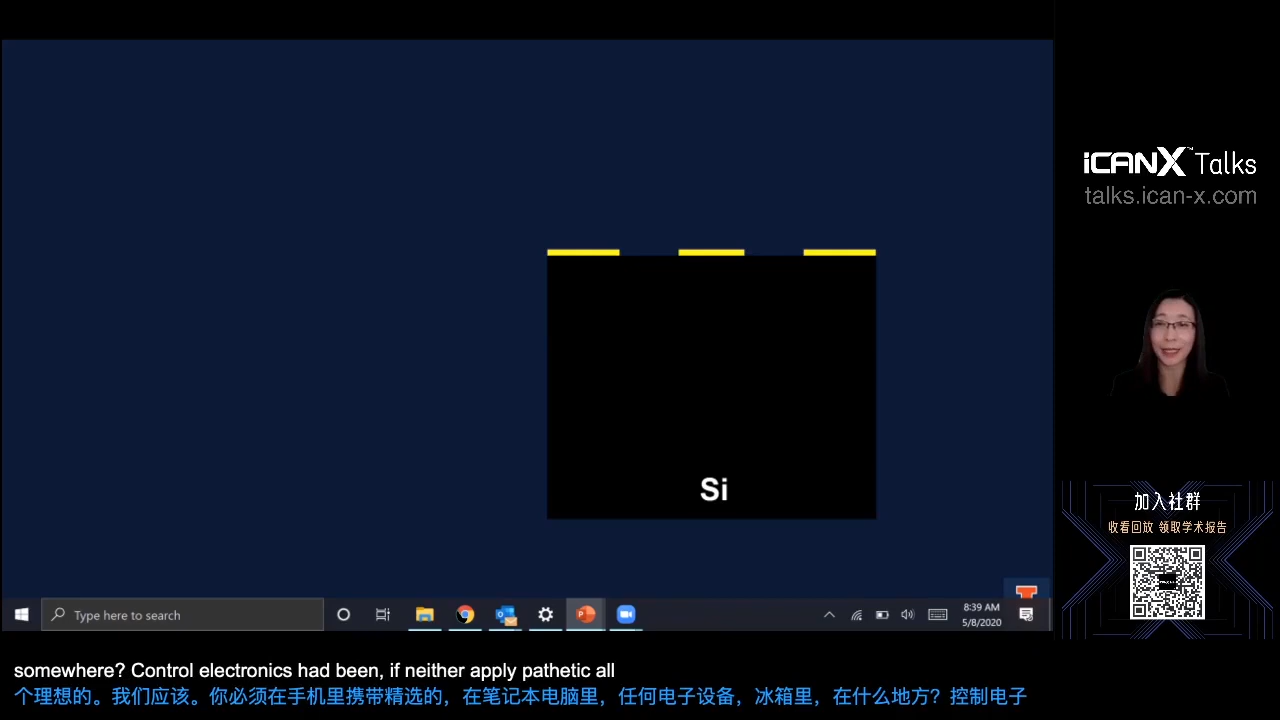 iCANX™ Talks
talks.ican-x.com
Si
加入社群
收看回放 领取学术报告
Type here to search
8:39 AM
5/8/2020
somewhere? Control electronics had been, if neither apply pathetic all
个理想的。我们应该。你必须在手机里携带精选的，在笔记本电脑里，任何电子设备，冰箱里，在什么地方？控制电子